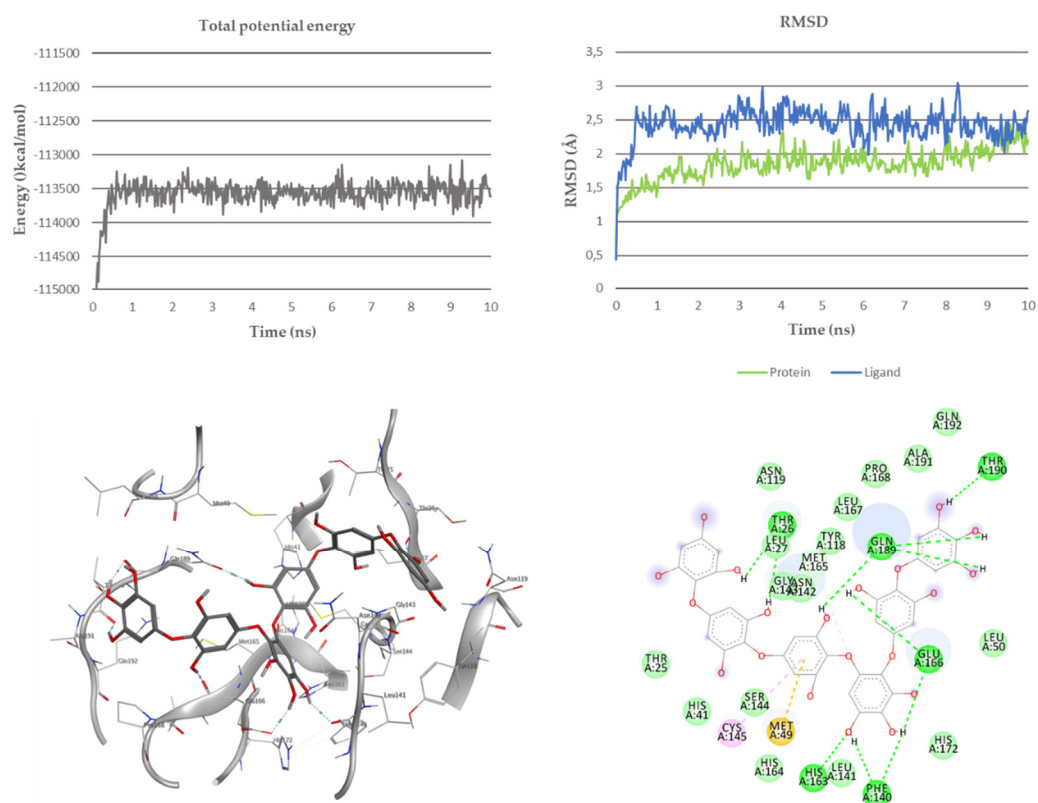 Total potential energy
-111500
-112000
-112500
-113000
-113500
-114000
-114500
-115000
Energy (kcal/mol)
0 1 2 3 4 5 6 7 8 9 10
Time (ns)
RMSD
3,5
3
2,5
2
1,5
1
0,5
0
RMSD (Å)
0 1 2 3 4 5 6 7 8 9 10
Time (ns)
Protein Ligand
Met49
Gln189
His41
Thr26
Asn119
Gly143
Ser144
Met165
Gln192
Leu141
GLN
A:192
THR
A:190
ALA
A:191
PRO
A:168
ASN
A:119
LEU
A:167
THR
A:26
TYR
A:118
GLN
A:189
LEU
A:27
MET
A:165
GLY
A:143
ASN
A:142
LEU
A:50
GLU
A:166
THR
A:25
SER
A:144
HIS
A:41
CYS
A:145
MET
A:49
HIS
A:172
HIS
A:164
HIS
A:163
LEU
A:141
PHE
A:140
O
H